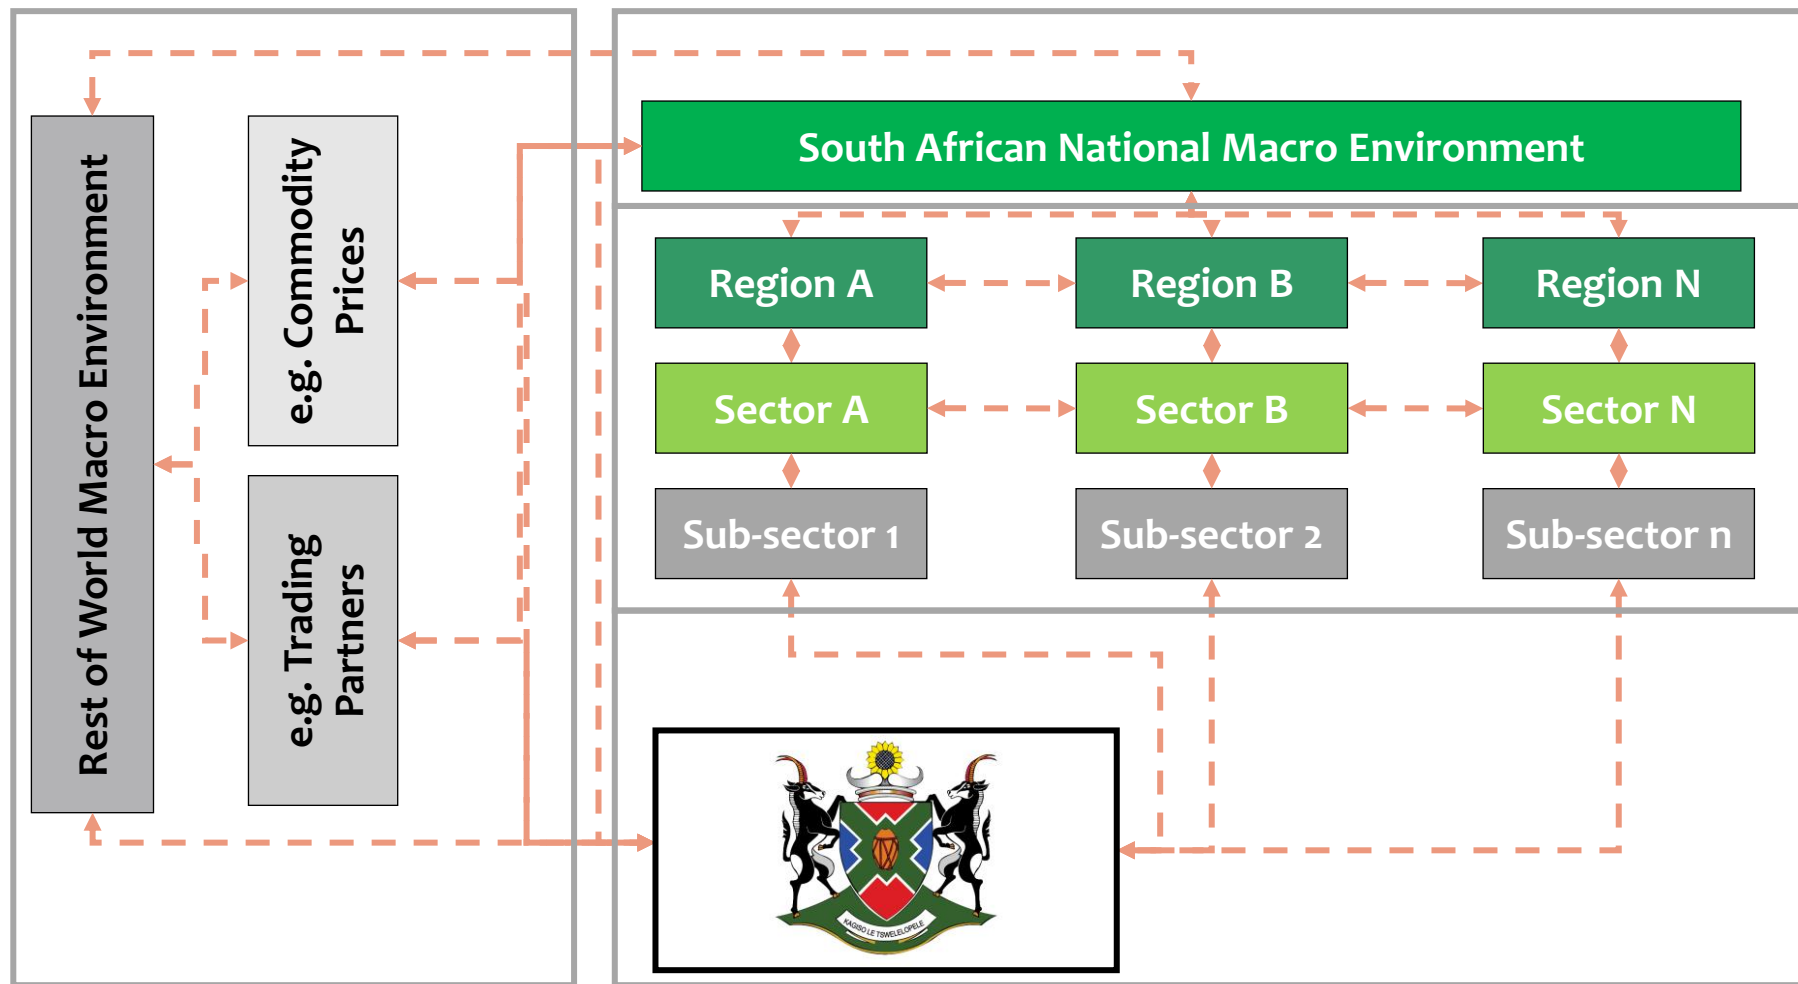 Rest of World Macro Environment
e.g. Commodity
Prices
e.g. Trading
Partners
South African National Macro Environment
Region A
Region B
Region N
Sector A
Sector B
Sector N
Sub-sector 1
Sub-sector 2
Sub-sector n
KAGISO LE TSWELELOPELE